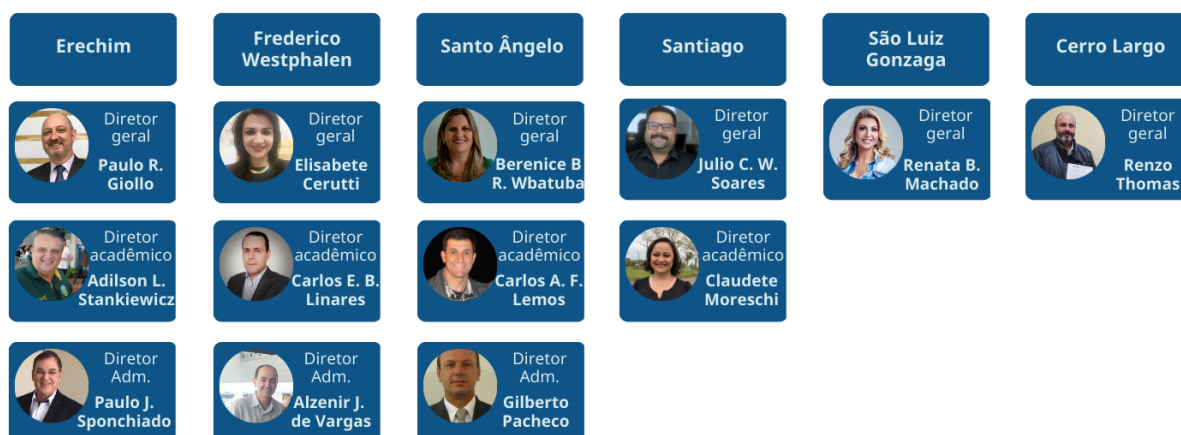 Erechim
Frederico
Westphalen
Santo Ângelo
Santiago
São Luiz
Gonzaga
Cerro Largo
Diretor
geral
Paulo R.
Giollo
Diretor
geral
Elisabete
Cerutti
Diretor
geral
Berenice B
R. Wbatuba
Diretor
geral
Julio C. W.
Soares
Diretor
geral
Renata B.
Machado
Diretor
geral
Renzo
Thomas
Diretor
acadêmico
Adilson L.
Stankiewicz
Diretor
acadêmico
Carlos E. B.
Linares
Diretor
acadêmico
Carlos A. F.
Lemos
Diretor
acadêmico
Claudete
Moreschi
Diretor
Adm.
Paulo J.
Sponchiado
Diretor
Adm.
Alzenir J.
de Vargas
Diretor
Adm.
Gilberto
Pacheco